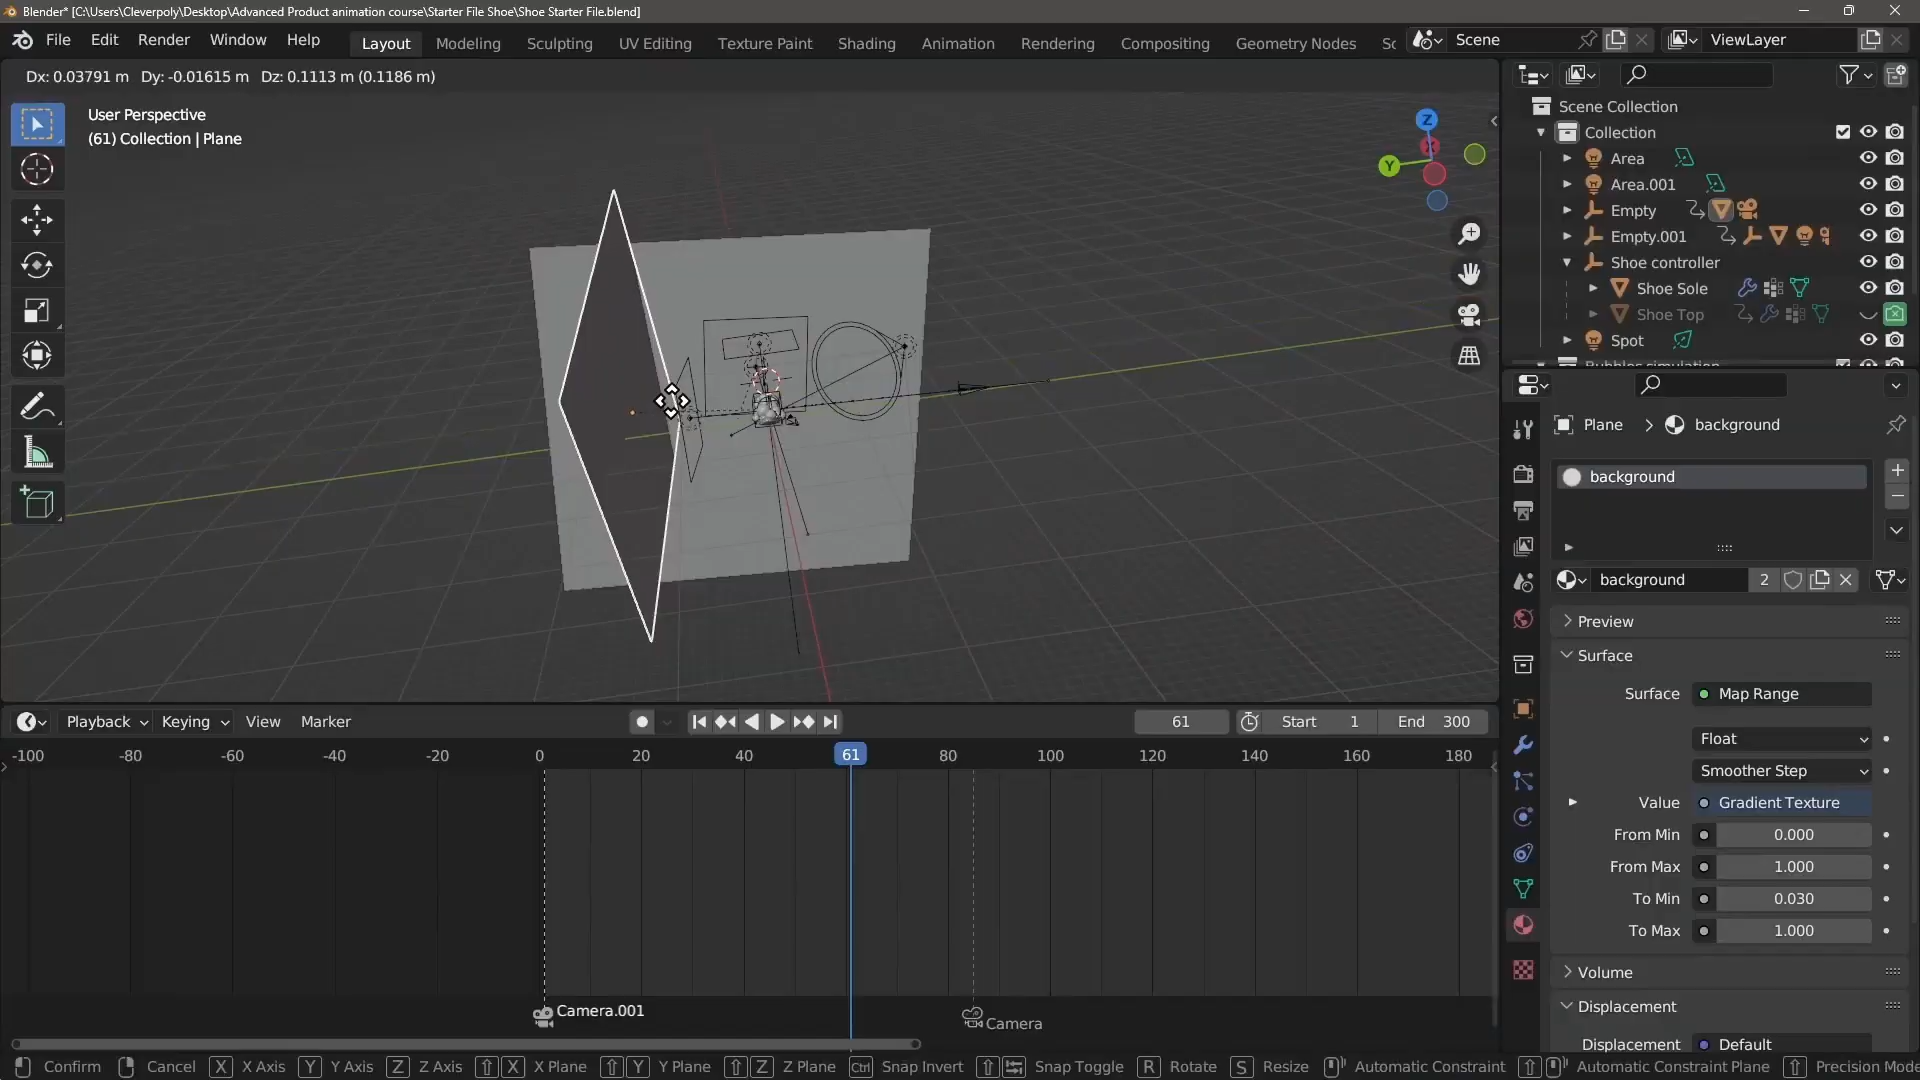 Blender* [C:\Users\Cleverpoly\Desktop\Advanced Product animation course\Starter File Shoe\Shoe Starter File.blend]
File Edit Render Window Help Layout Modeling Sculpting UV Editing Texture Paint Shading Animation Rendering Compositing Geometry Nodes Sc Scene ViewLayer
Dx: 0.03791 m Dy: -0.01615 m Dz: 0.1113 m (0.1186 m)
User Perspective
(61) Collection | Plane
Z
X
Y
Scene Collection
Collection
Area
Area.001
Empty
Empty.001
Shoe controller
Shoe Sole
Shoe Top
Spot
Bubbles simulation
Plane > background
background
background 2
Preview
Surface
Surface Map Range
Float
Smoother Step
Value Gradient Texture
From Min 0.000
From Max 1.000
To Min 0.030
To Max 1.000
Volume
Displacement
Displacement Default
Playback Keying View Marker 61 Start 1 End 300
-100 -80 -60 -40 -20 0 20 40 61 80 100 120 140 160 180
Camera.001
Camera
Confirm Cancel X X Axis Y Y Axis Z Z Axis X X Plane Y Y Plane Z Z Plane Ctrl Snap Invert Snap Toggle R Rotate S Resize Automatic Constraint Automatic Constraint Plane Precision Mode